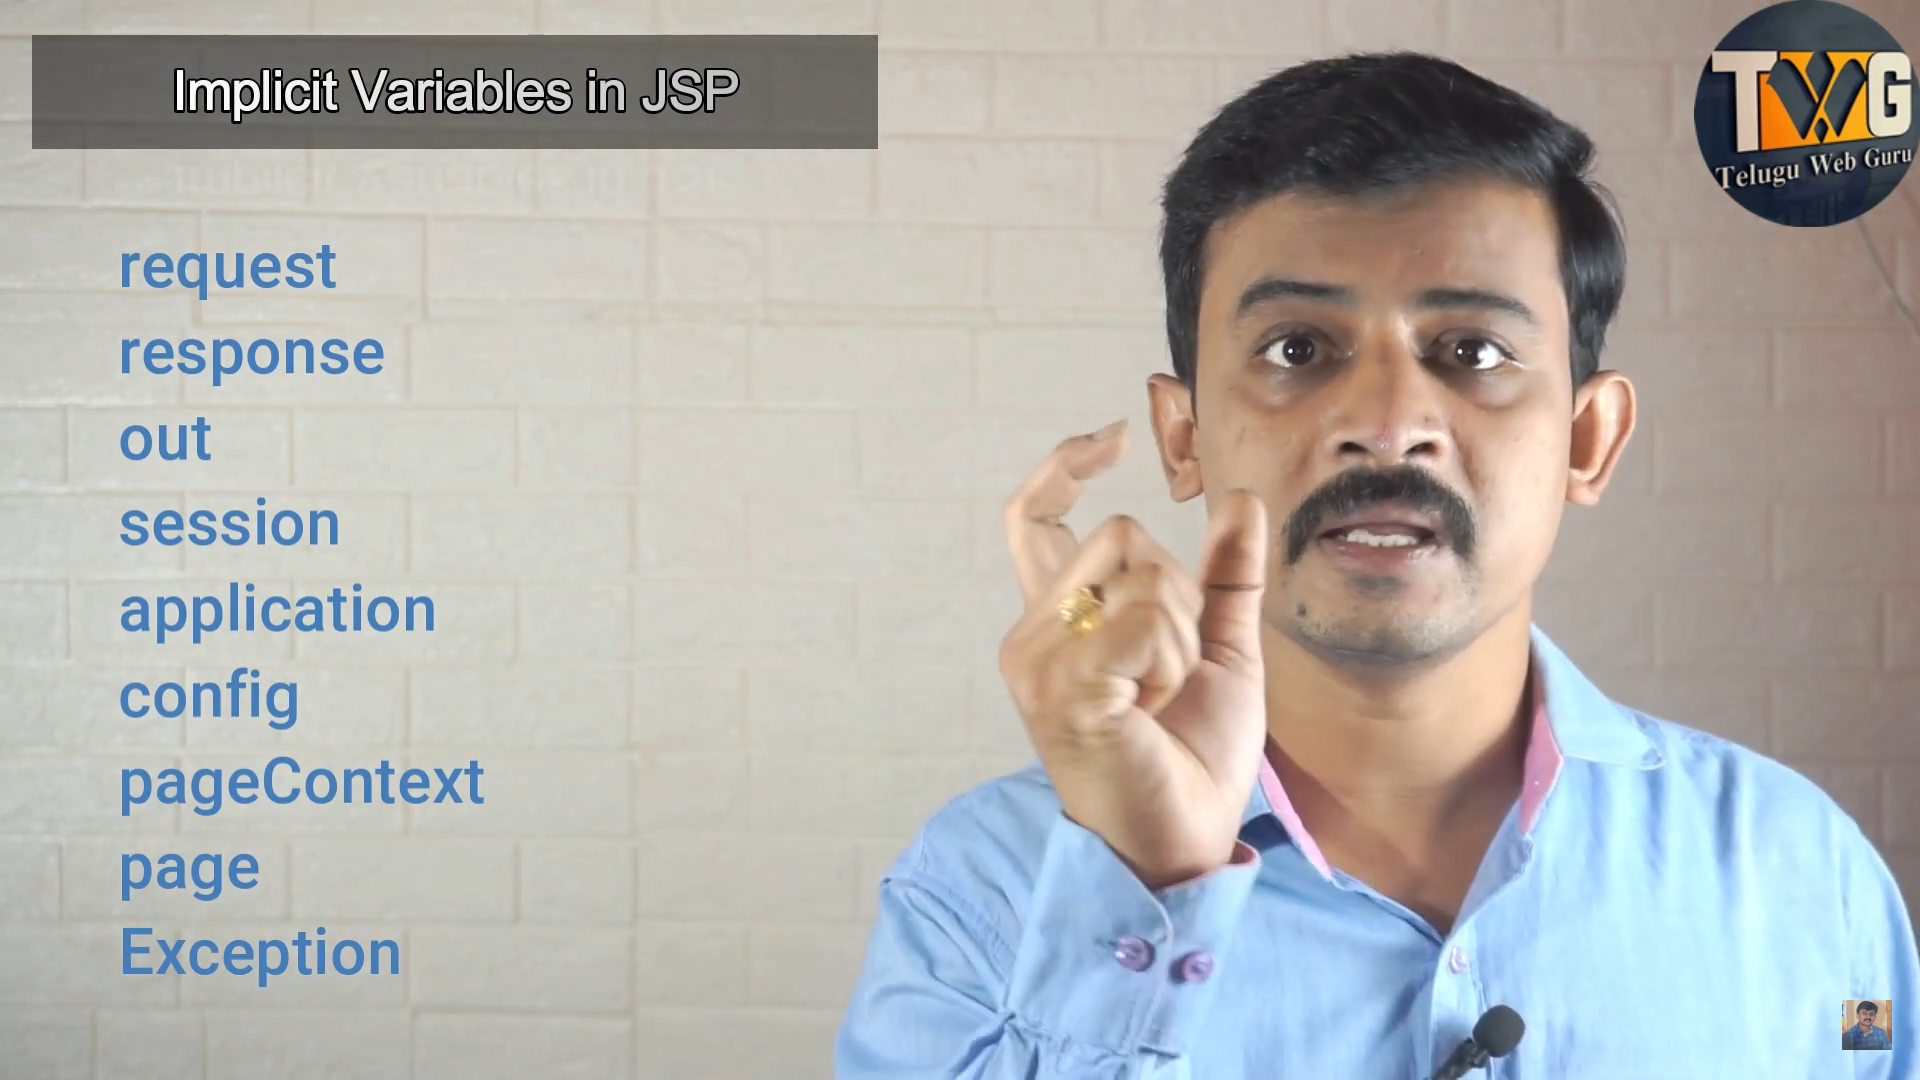 Implicit Variables in JSP
TWG
Telugu Web Guru
request
response
out
session
application
config
pageContext
page
Exception